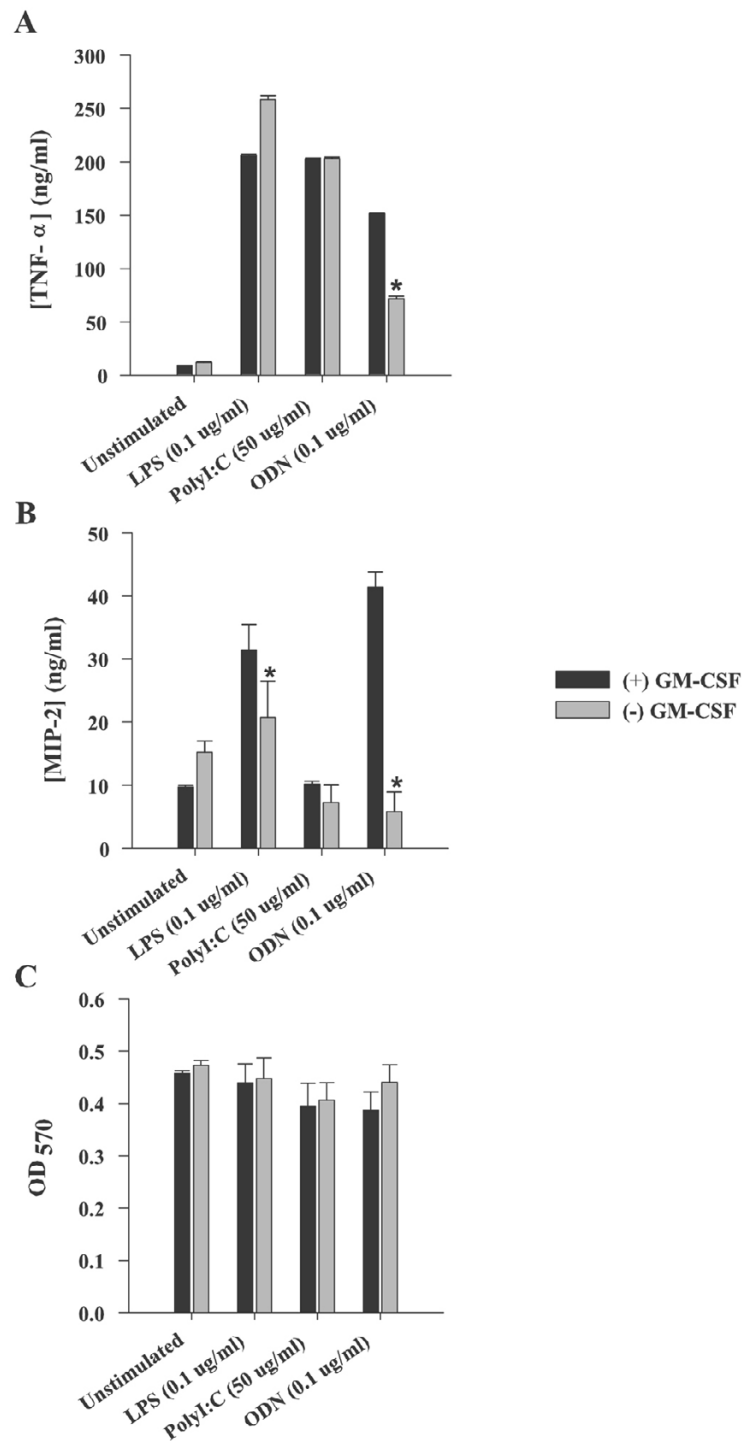 A
[TNF- α] (ng/ml)
300
250
200
150
100
50
0
*
Unstimulated
LPS (0.1 ug/ml)
PolyI:C (50 ug/ml)
ODN (0.1 ug/ml)
B
[MIP-2] (ng/ml)
50
40
30
20
10
0
*
*
Unstimulated
LPS (0.1 ug/ml)
PolyI:C (50 ug/ml)
ODN (0.1 ug/ml)
(+) GM-CSF
(-) GM-CSF
C
OD570
0.6
0.5
0.4
0.3
0.2
0.1
0.0
Unstimulated
LPS (0.1 ug/ml)
PolyI:C (50 ug/ml)
ODN (0.1 ug/ml)